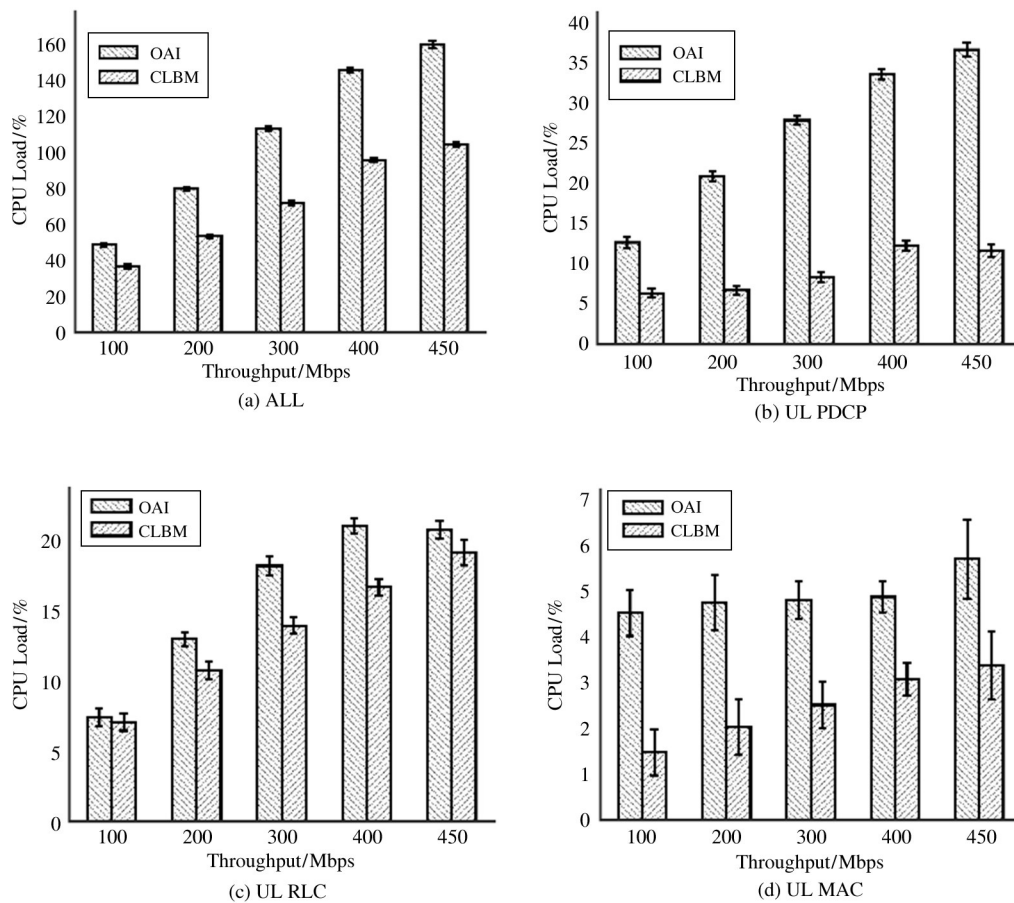 160
140
120
100
80
60
40
20
0
CPU Load/%
OAI
CLBM
100 200 300 400 450
Throughput/Mbps
(a) ALL
40
35
30
25
20
15
10
5
0
CPU Load/%
OAI
CLBM
100 200 300 400 450
Throughput/Mbps
(b) UL PDCP
20
15
10
5
0
CPU Load/%
OAI
CLBM
100 200 300 400 450
Throughput/Mbps
(c) UL RLC
7
6
5
4
3
2
1
0
CPU Load/%
OAI
CLBM
100 200 300 400 450
Throughput/Mbps
(d) UL MAC